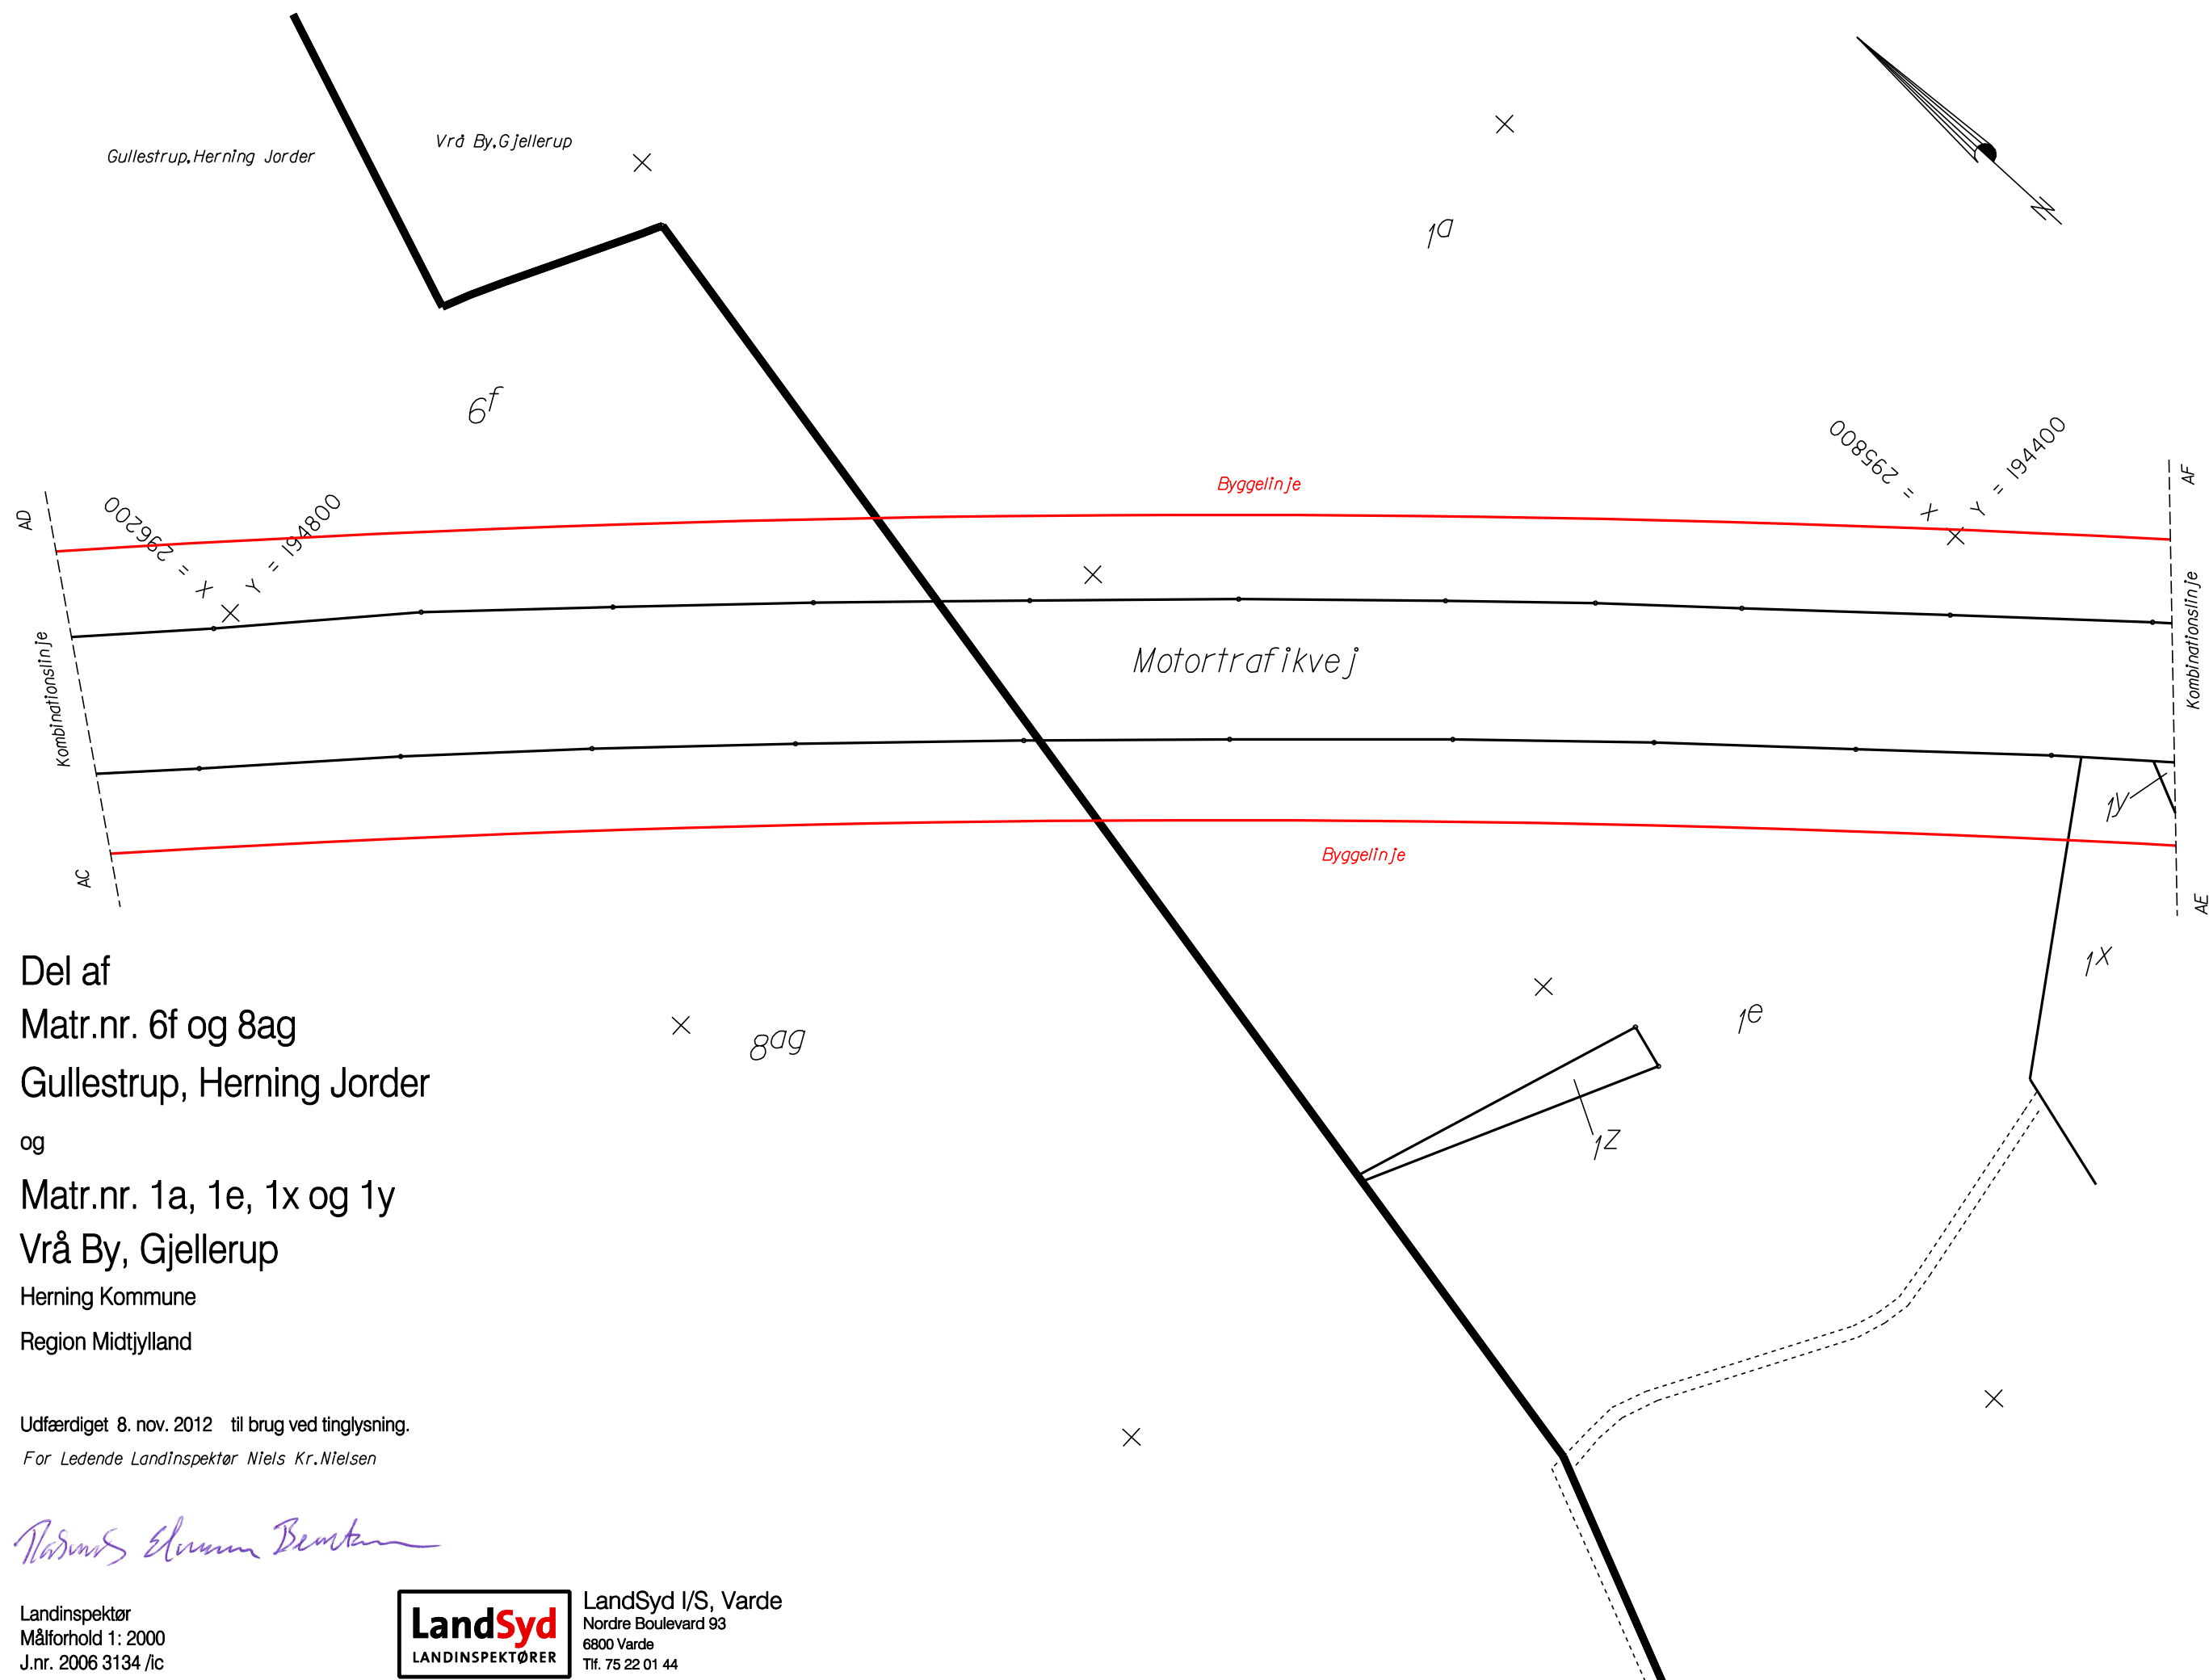 Gullestrup,Herning Jorder
Vrå By,Gjellerup
1a
N
6f
Byggelinje
X = 295800
Y = 194400
AF
AD
X = 296200
Y = 194800
Kombinationslinje
Kombinationslinje
Motortrafikvej
1y
Byggelinje
AC
AE
1x
1e
8ag
1z
Del af
Matr.nr. 6f og 8ag
Gullestrup, Herning Jorder
og
Matr.nr. 1a, 1e, 1x og 1y
Vrå By, Gjellerup
Herning Kommune
Region Midtjylland
Udfærdiget 8. nov. 2012 til brug ved tinglysning.
For Ledende Landinspektør Niels Kr.Nielsen
Landinspektør
Målforhold 1: 2000
J.nr. 2006 3134 /ic
LandSyd
LANDINSPEKTØRER
LandSyd I/S, Varde
Nordre Boulevard 93
6800 Varde
Tlf. 75 22 01 44